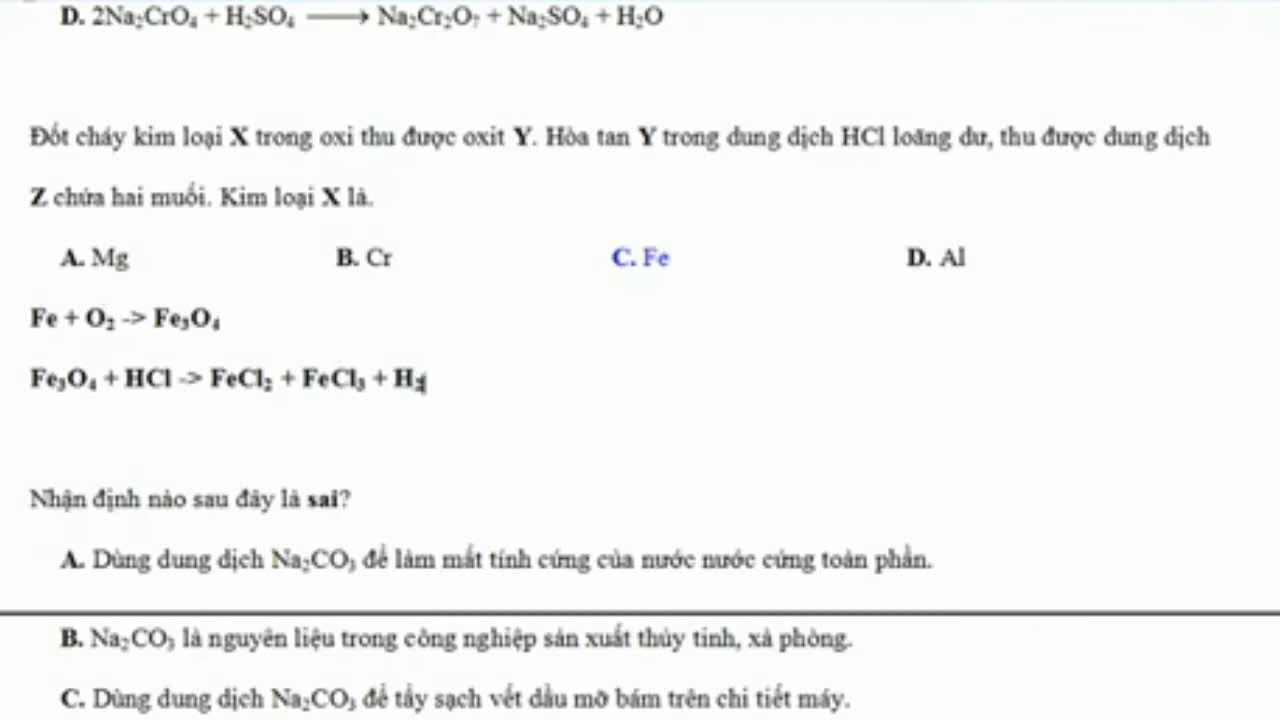 D. 2Na₂CrO₄ + H₂SO₄ ⟶ Na₂Cr₂O₇ + Na₂SO₄ + H₂O
Đốt cháy kim loại X trong oxi thu được oxit Y. Hòa tan Y trong dung dịch HCl loãng dư, thu được dung dịch
Z chứa hai muối. Kim loại X là.
A. Mg B. Cr C. Fe D. Al
Fe + O₂ -> Fe₃O₄
Fe₃O₄ + HCl -> FeCl₂ + FeCl₃ + H₂
Nhận định nào sau đây là sai?
A. Dùng dung dịch Na₂CO₃ để làm mất tính cứng của nước nước cứng toàn phần.
B. Na₂CO₃ là nguyên liệu trong công nghiệp sản xuất thủy tinh, xà phòng.
C. Dùng dung dịch Na₂CO₃ để tẩy sạch vết dầu mỡ bám trên chi tiết máy.